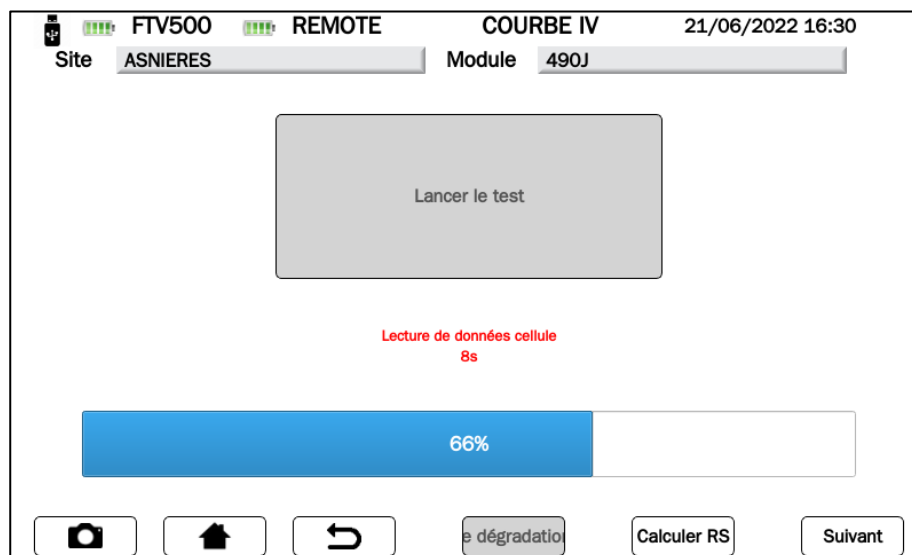 FTV500 REMOTE COURBE IV 21/06/2022 16:30
Site ASNIERES Module 490J
Lancer le test
Lecture de données cellule
8s
66%
e dégradation Calculer RS Suivant